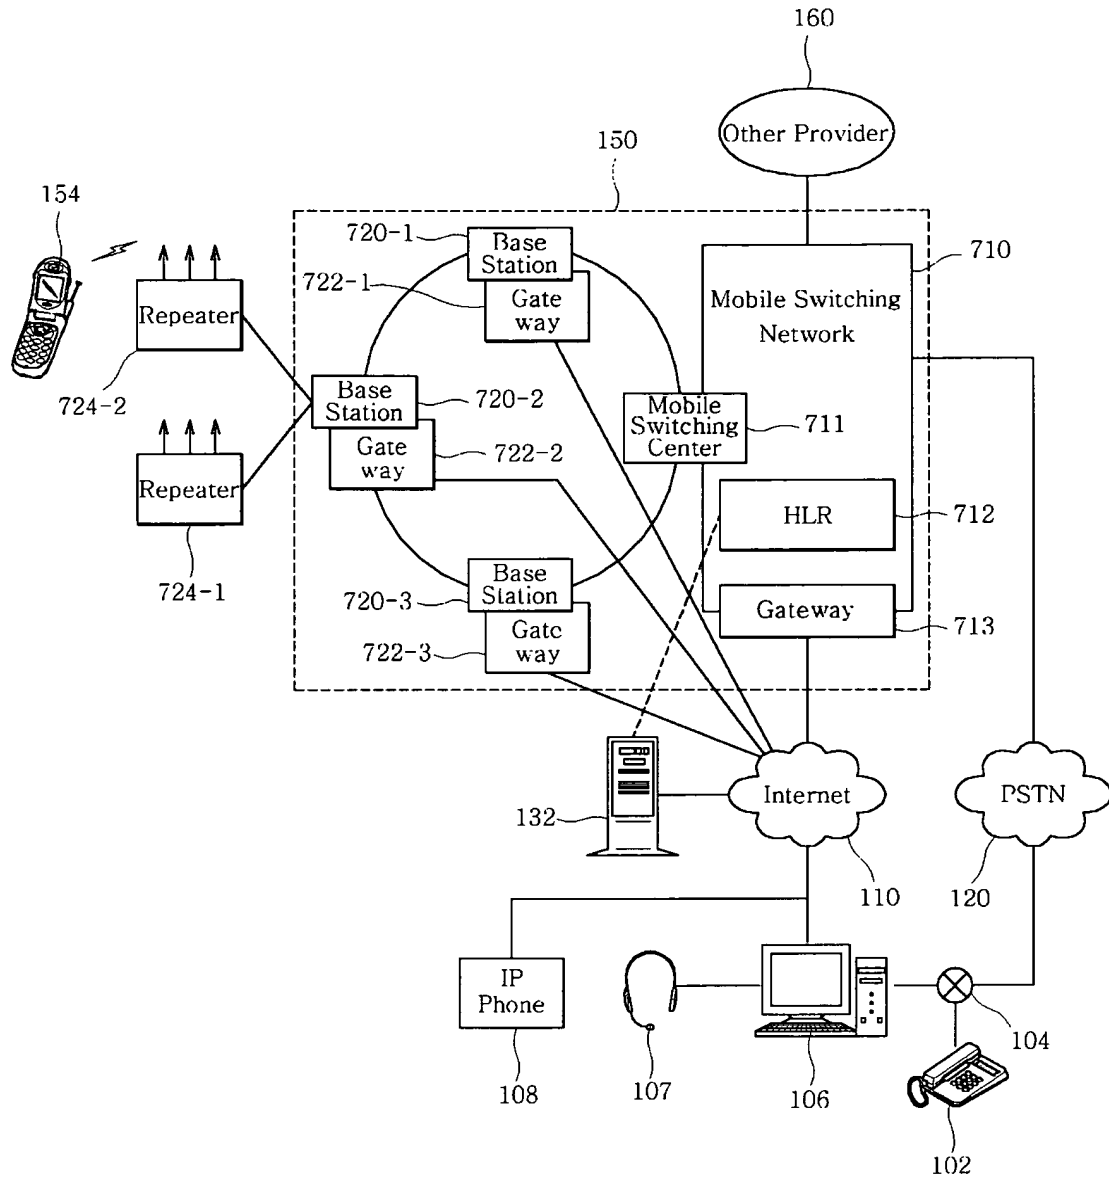 160
Other Provider
150
154
720-1
Base
Station
710
722-1
Gate
way
Mobile Switching
Network
Repeater
724-2
Base
Station
720-2
Mobile
Switching
Center
711
Gate
way
722-2
Repeater
HLR
712
724-1
Base
Station
720-3
Gateway
713
Gate
way
722-3
132
Internet
PSTN
110
120
IP
Phone
104
108
107
106
102